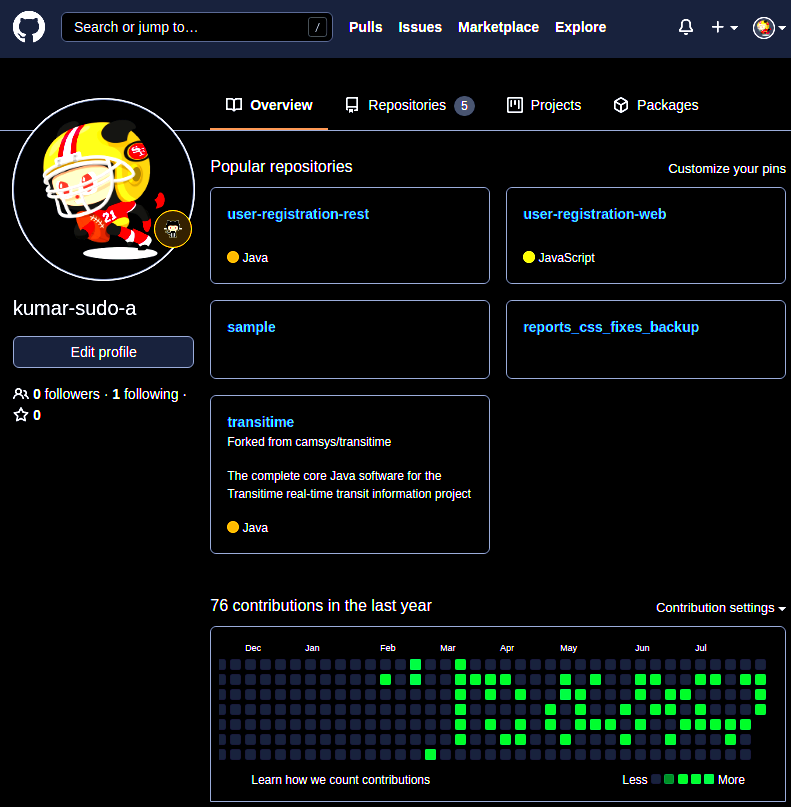 Search or jump to… /
Pulls Issues Marketplace Explore
Overview Repositories 5 Projects Packages
21
kumar-sudo-a
Edit profile
0 followers · 1 following ·
0
Popular repositories Customize your pins
user-registration-rest
Java
user-registration-web
JavaScript
sample
reports_css_fixes_backup
transitime
Forked from camsys/transitime
The complete core Java software for the
Transitime real-time transit information project
Java
76 contributions in the last year Contribution settings
Dec Jan Feb Mar Apr May Jun Jul
Learn how we count contributions Less More